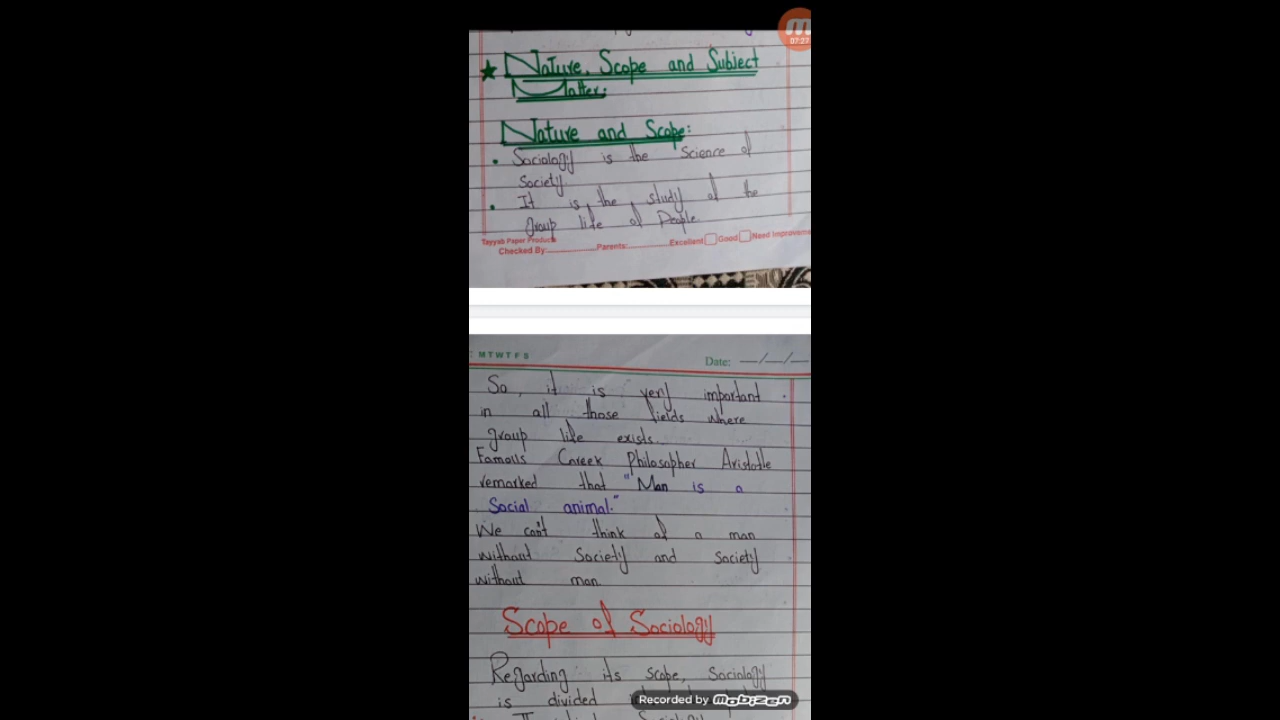 07:27
★ Nature, Scope and Subject
Matter:
Nature and Scope:
• Sociology is the Science of
Society
• It is the study of the
group life of People
Tayyab Paper Products
Checked By: Parents: Excellent Good Need Improveme
M T W T F S
Date: —/—/—
So, it is very important
in all those fields where
group life exists.
Famous Greek Philosopher Aristotle
remarked that "Man is a
Social animal."
We can't think of a man
without Society and Society
without man
Scope of Sociology
Regarding its scope, Sociology
is divided
Recorded by mobizen